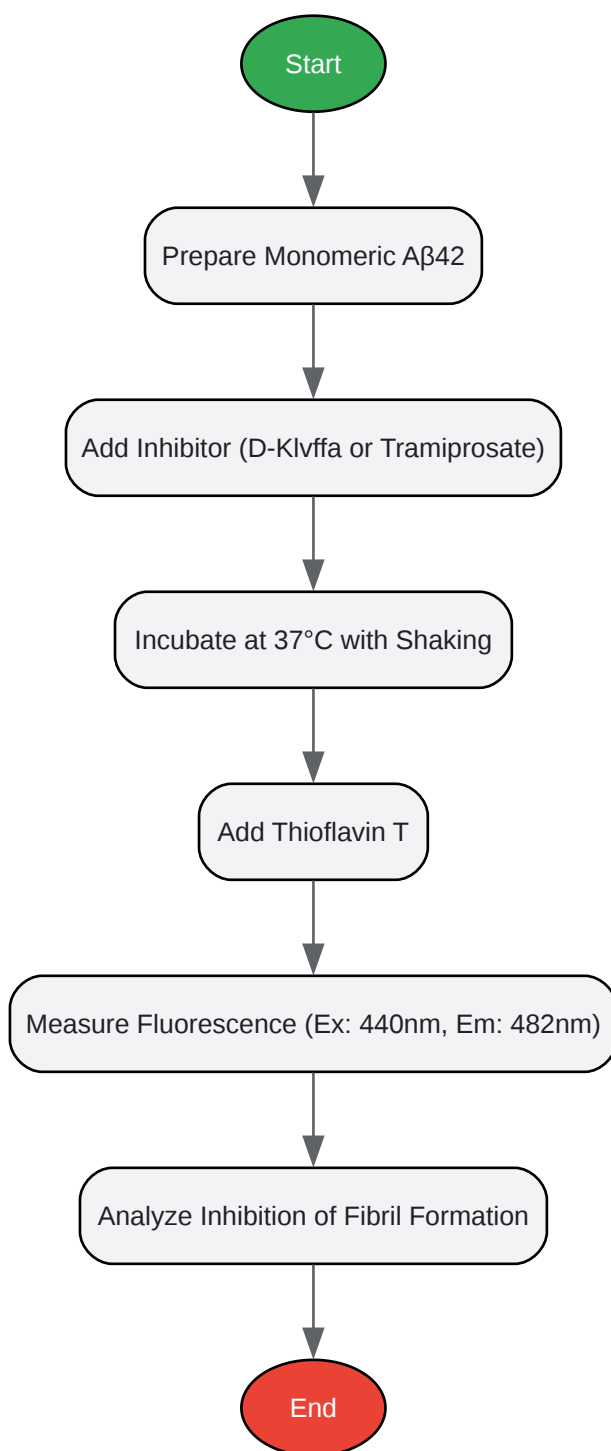 Start
Prepare Monomeric Aβ42
Add Inhibitor (D-Klvffa or Tramiprosate)
Incubate at 37°C with Shaking
Add Thioflavin T
Measure Fluorescence (Ex: 440nm, Em: 482nm)
Analyze Inhibition of Fibril Formation
End